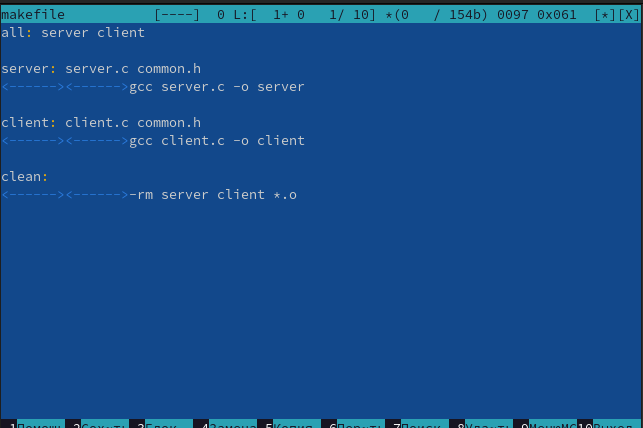 makefile [----] 0 L:[ 1+ 0 1/ 10] *(0 / 154b) 0097 0x061 [*][X]
all: server client
server: server.c common.h
<------><------>gcc server.c -o server
client: client.c common.h
<------><------>gcc client.c -o client
clean:
<------><------>-rm server client *.o